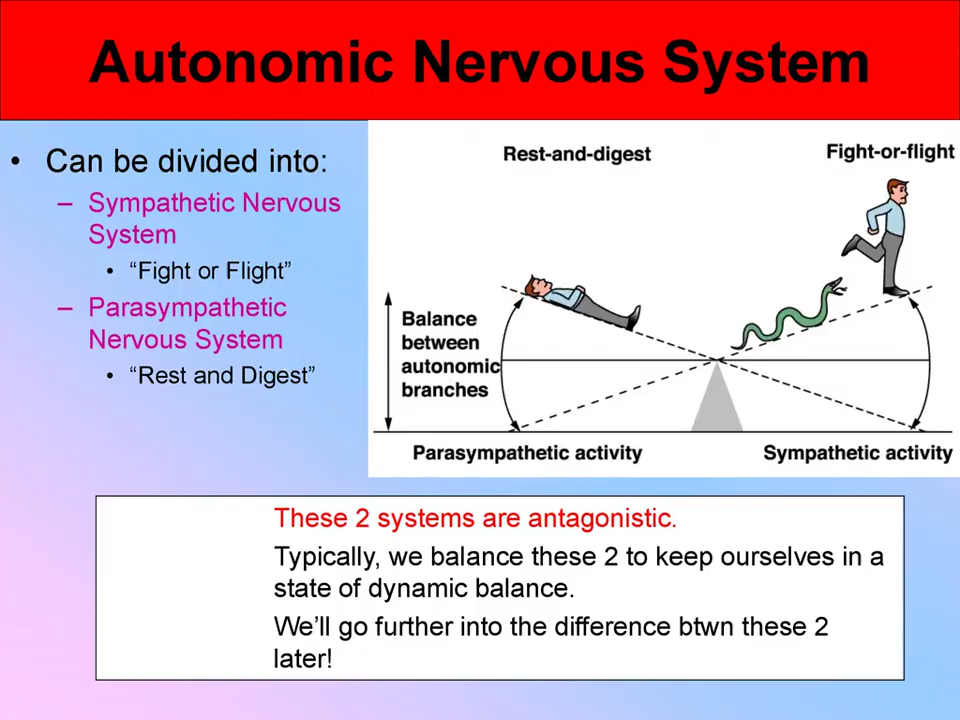 Autonomic Nervous System
• Can be divided into:
– Sympathetic Nervous
System
• “Fight or Flight”
– Parasympathetic
Nervous System
• “Rest and Digest”
Rest-and-digest
Fight-or-flight
Balance
between
autonomic
branches
Parasympathetic activity
Sympathetic activity
These 2 systems are antagonistic.
Typically, we balance these 2 to keep ourselves in a
state of dynamic balance.
We’ll go further into the difference btwn these 2
later!